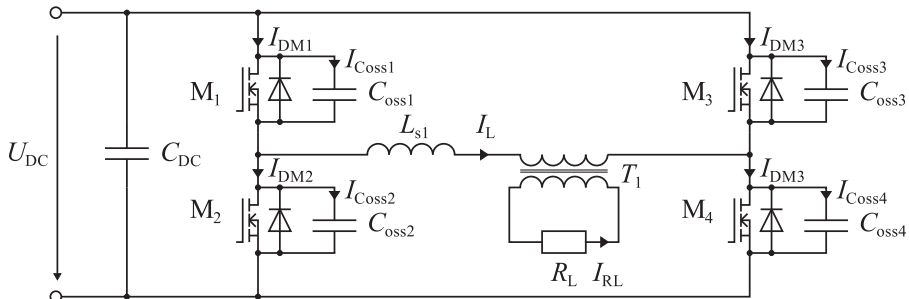 I_DM1
I_DM3
I_Coss1
I_Coss3
M_1
C_oss1
M_3
C_oss3
L_s1
I_L
U_DC
C_DC
T_1
I_DM2
I_DM3
I_Coss2
I_Coss4
M_2
C_oss2
M_4
C_oss4
R_L
I_RL